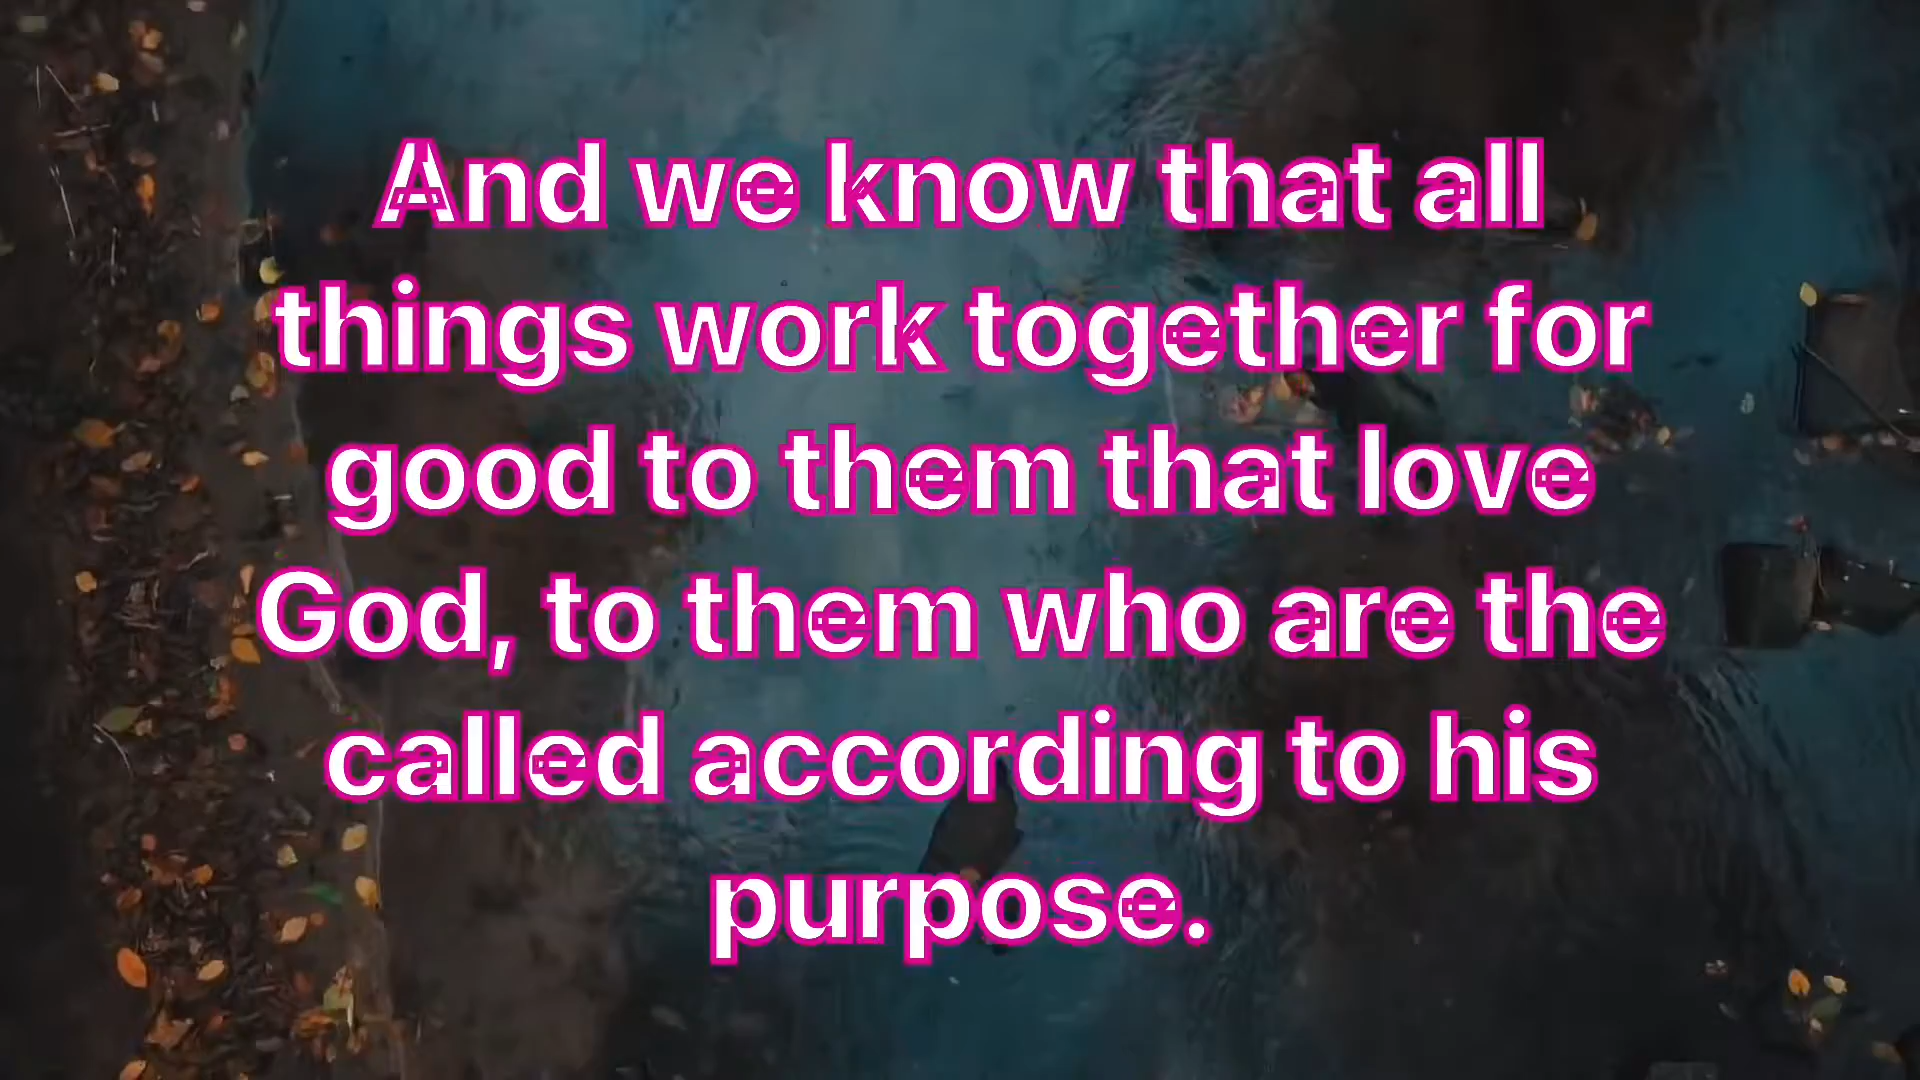 And we know that all
things work together for
good to them that love
God, to them who are the
called according to his
purpose.